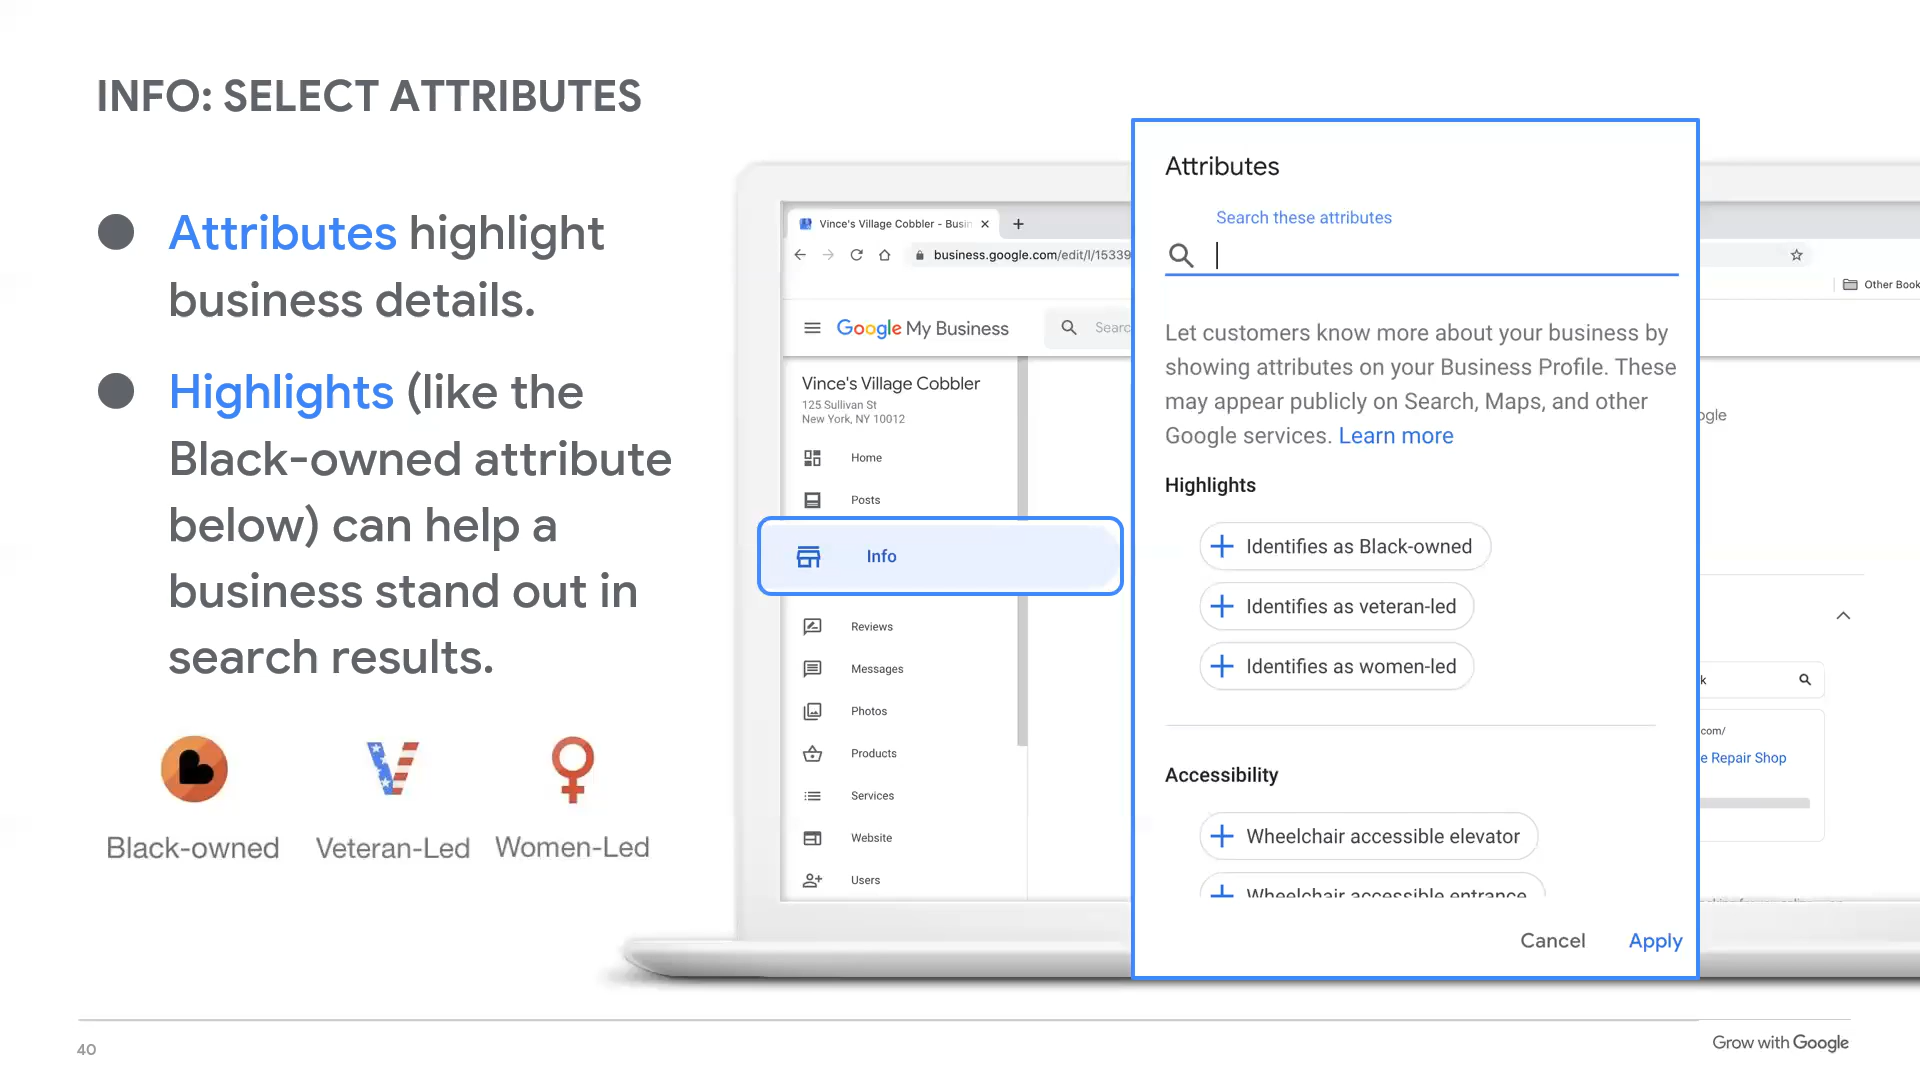 INFO: SELECT ATTRIBUTES
Attributes highlight
business details.
Highlights (like the
Black-owned attribute
below) can help a
business stand out in
search results.
Black-owned
Veteran-Led
Women-Led
Vince's Village Cobbler - Busin
business.google.com/edit/l/15339
Other Book
Google My Business
Searc
Vince's Village Cobbler
125 Sullivan St
New York, NY 10012
Home
Posts
Info
Reviews
Messages
Photos
Products
Services
Website
Users
Attributes
Search these attributes
Let customers know more about your business by
showing attributes on your Business Profile. These
may appear publicly on Search, Maps, and other
Google services. Learn more
Highlights
Identifies as Black-owned
Identifies as veteran-led
Identifies as women-led
Accessibility
Wheelchair accessible elevator
Wheelchair accessible entrance
Cancel
Apply
ogle
k
com/
e Repair Shop
40
Grow with Google